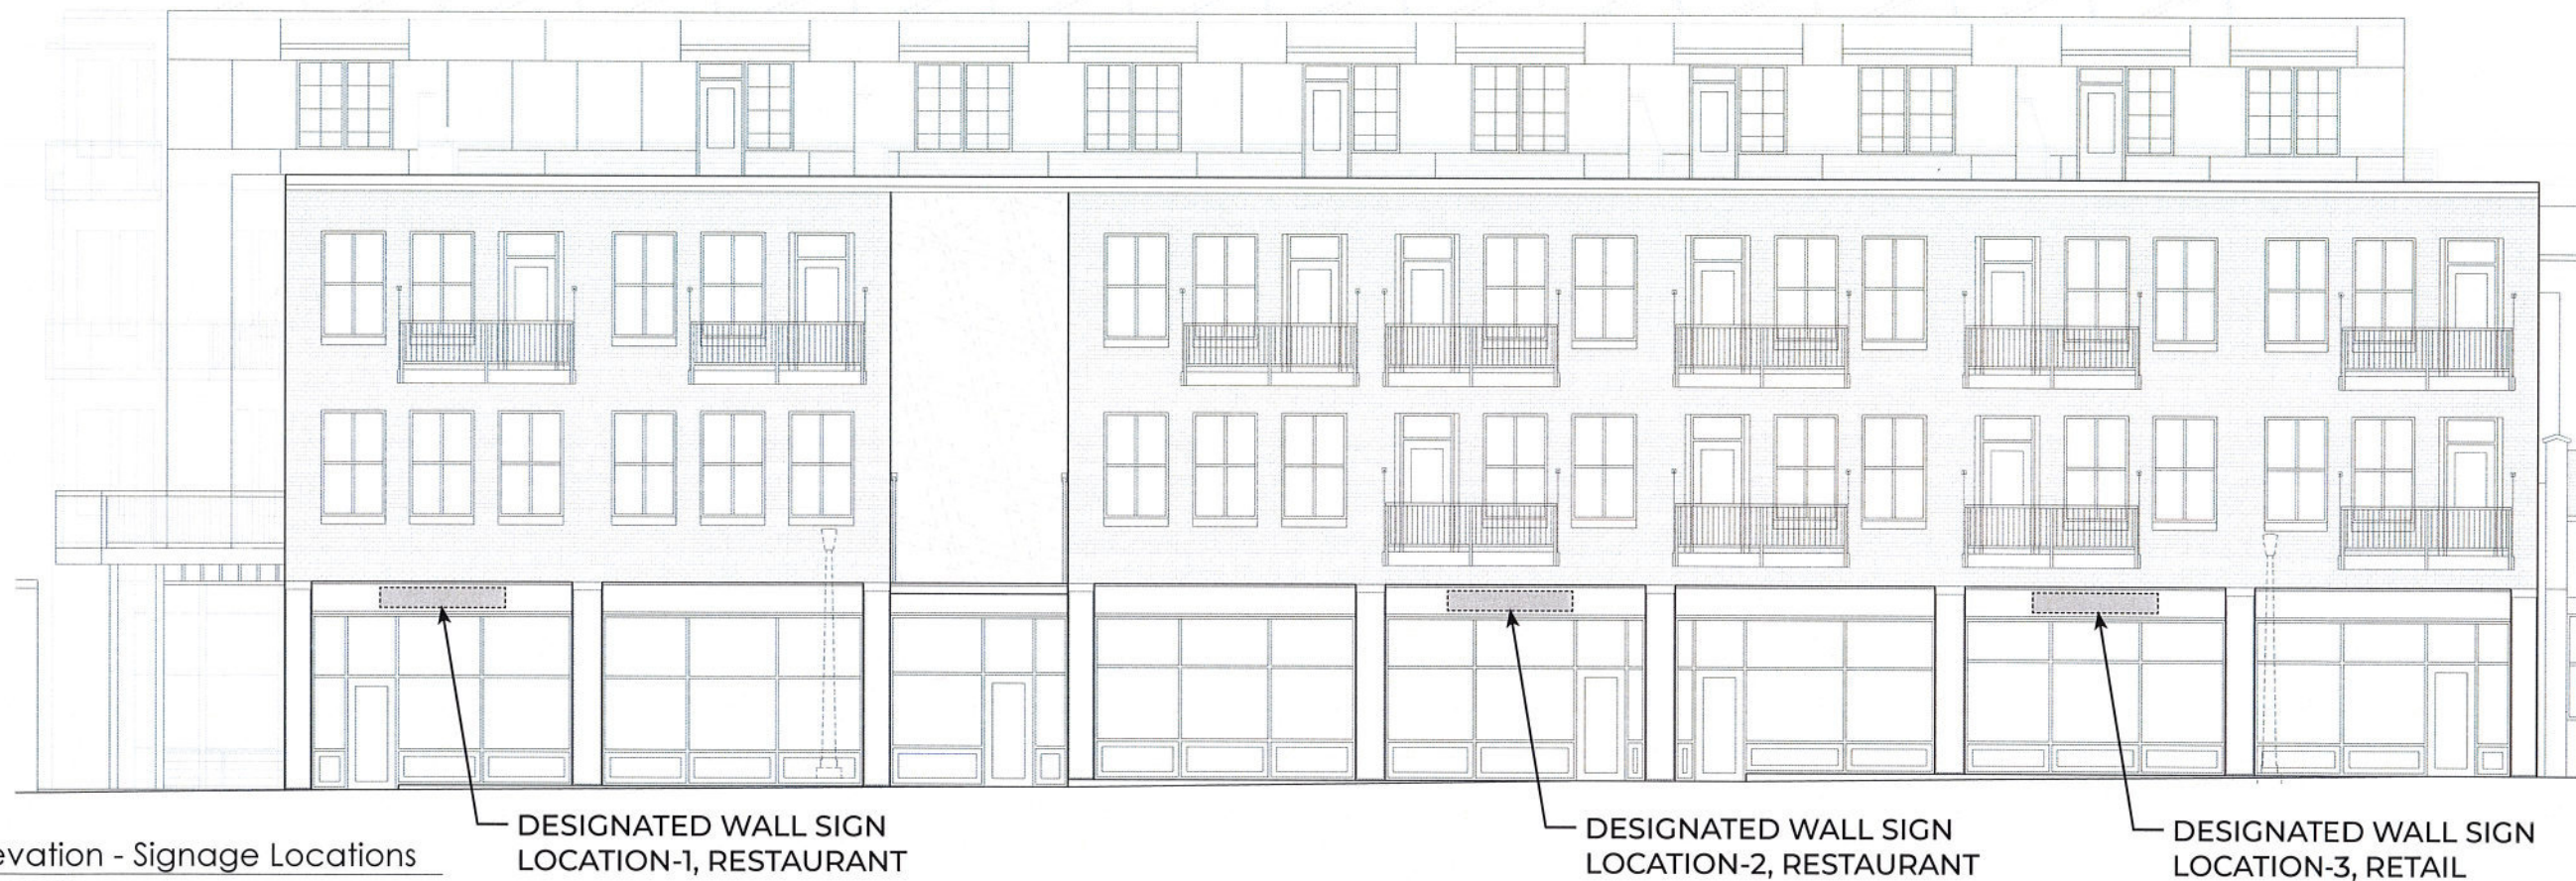 DESIGNATED WALL SIGN
LOCATION-1, RESTAURANT
DESIGNATED WALL SIGN
LOCATION-2, RESTAURANT
DESIGNATED WALL SIGN
LOCATION-3, RETAIL
evation - Signage Locations